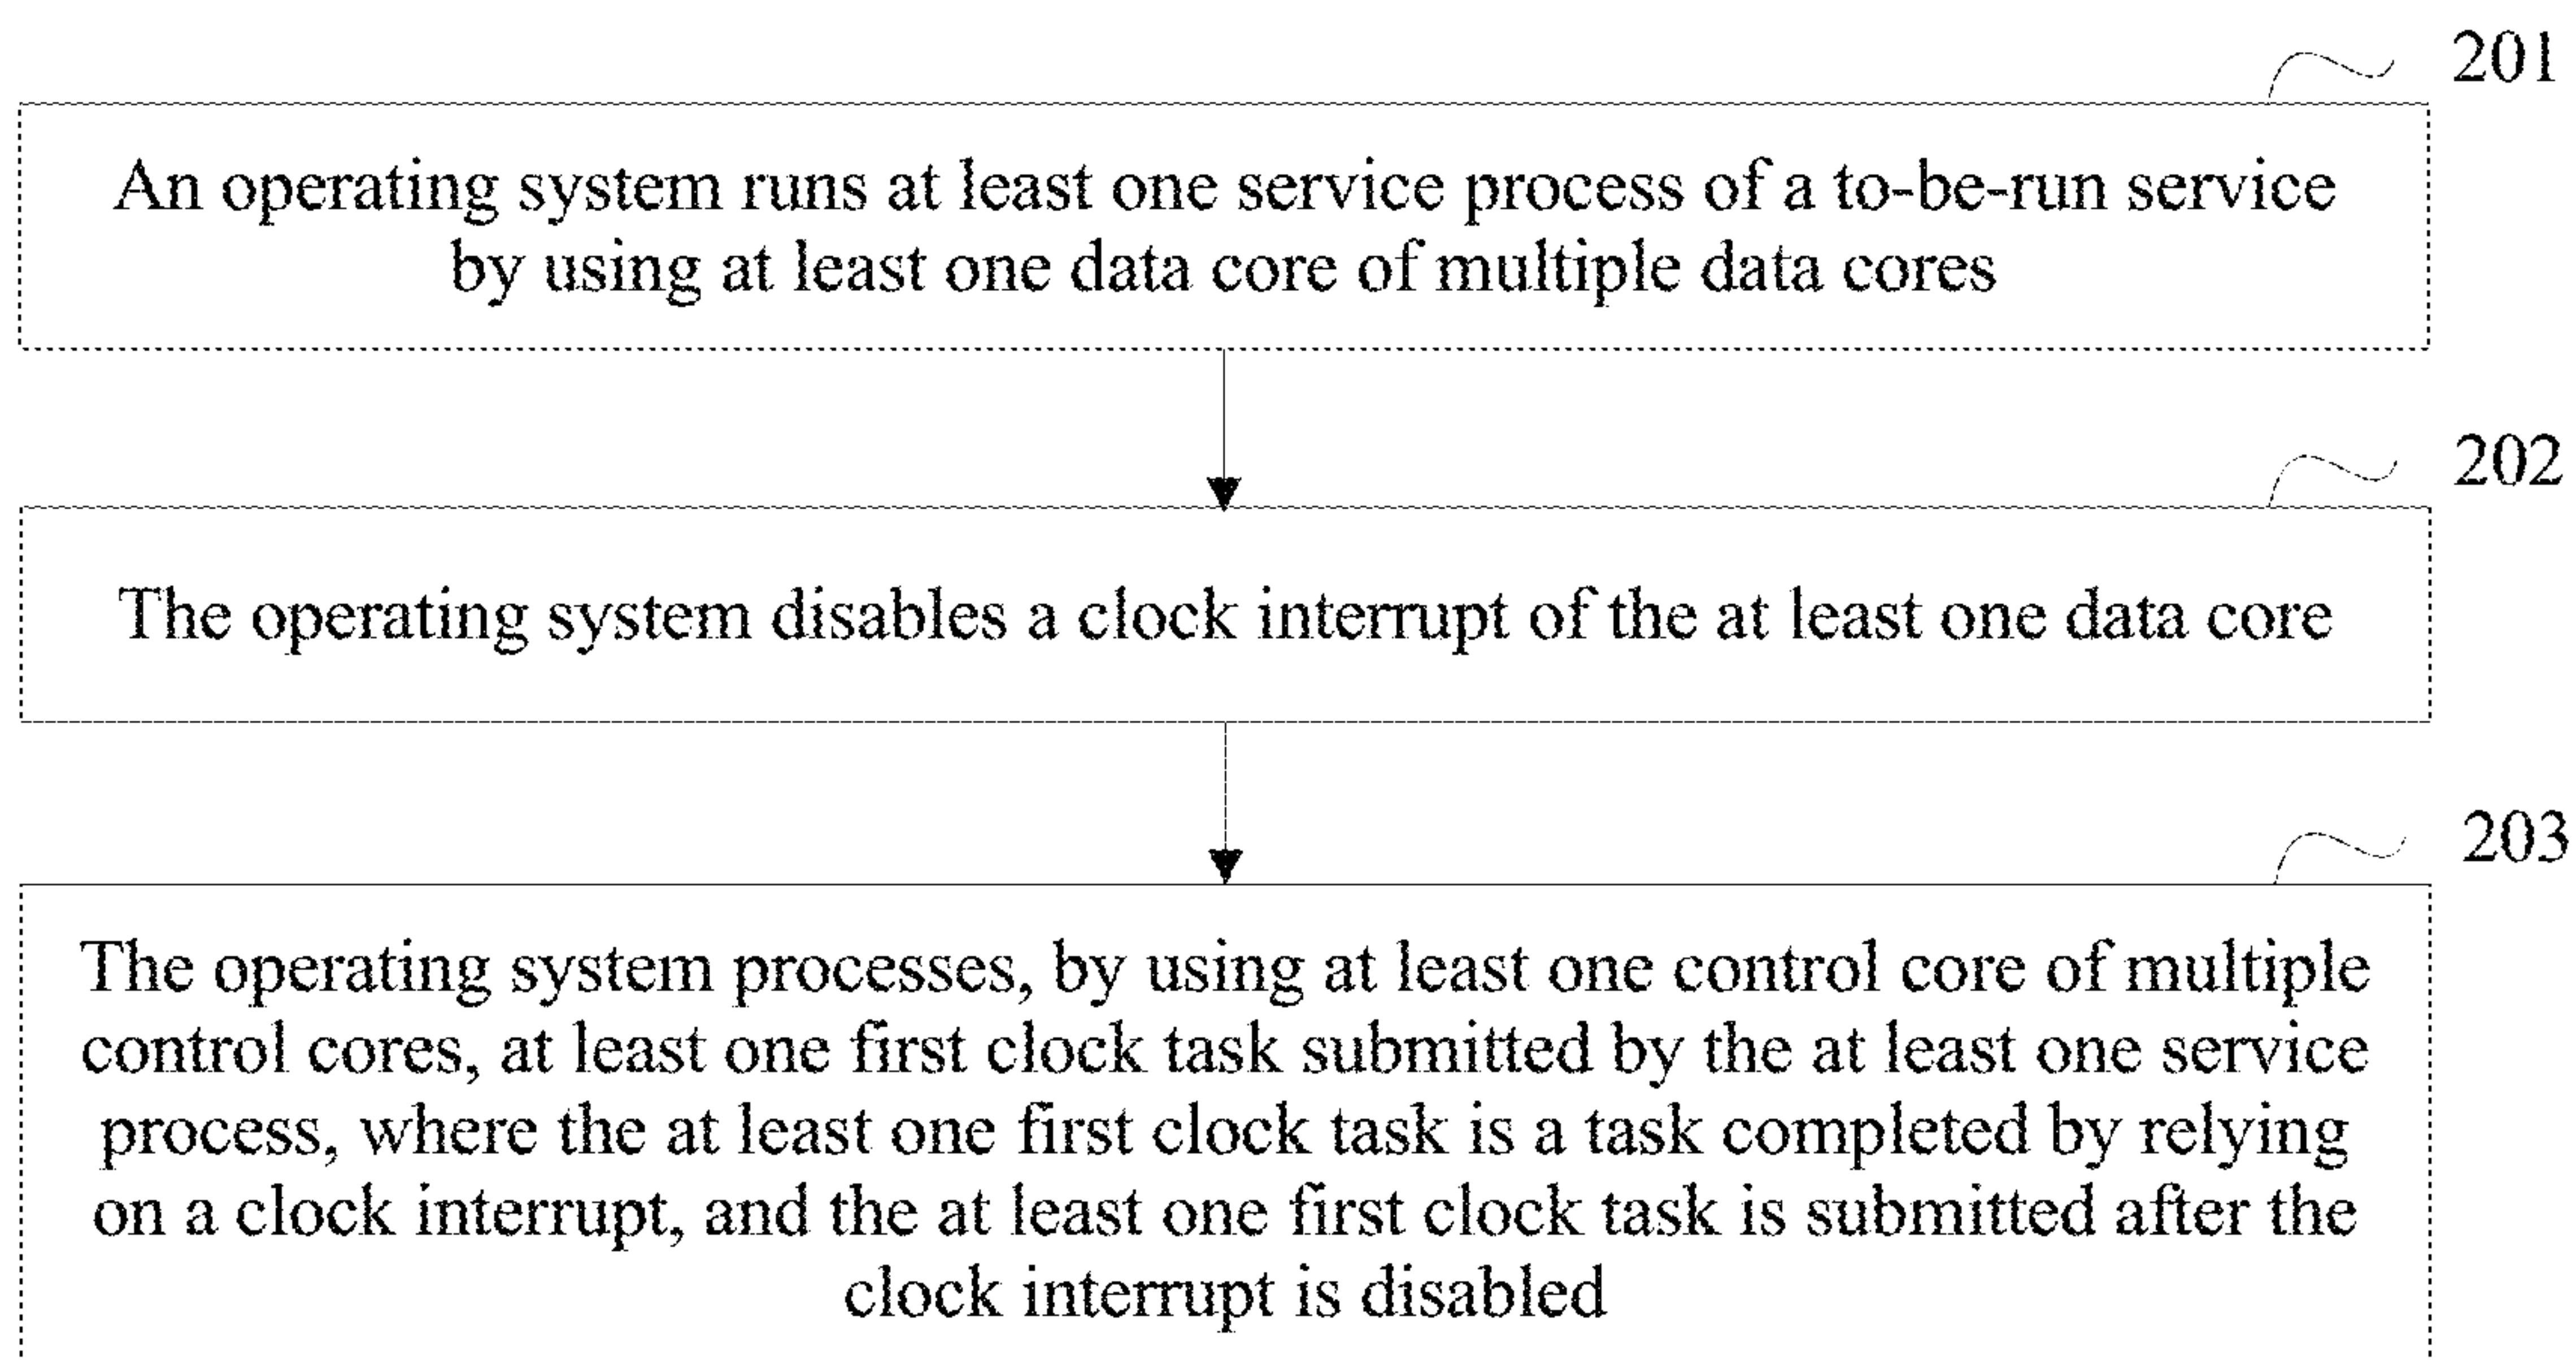 201
An operating system runs at least one service process of a to-be-run service
by using at least one data core of multiple data cores
202
The operating system disables a clock interrupt of the at least one data core
203
The operating system processes, by using at least one control core of multiple
control cores, at least one first clock task submitted by the at least one service
process, where the at least one first clock task is a task completed by relying
on a clock interrupt, and the at least one first clock task is submitted after the
clock interrupt is disabled